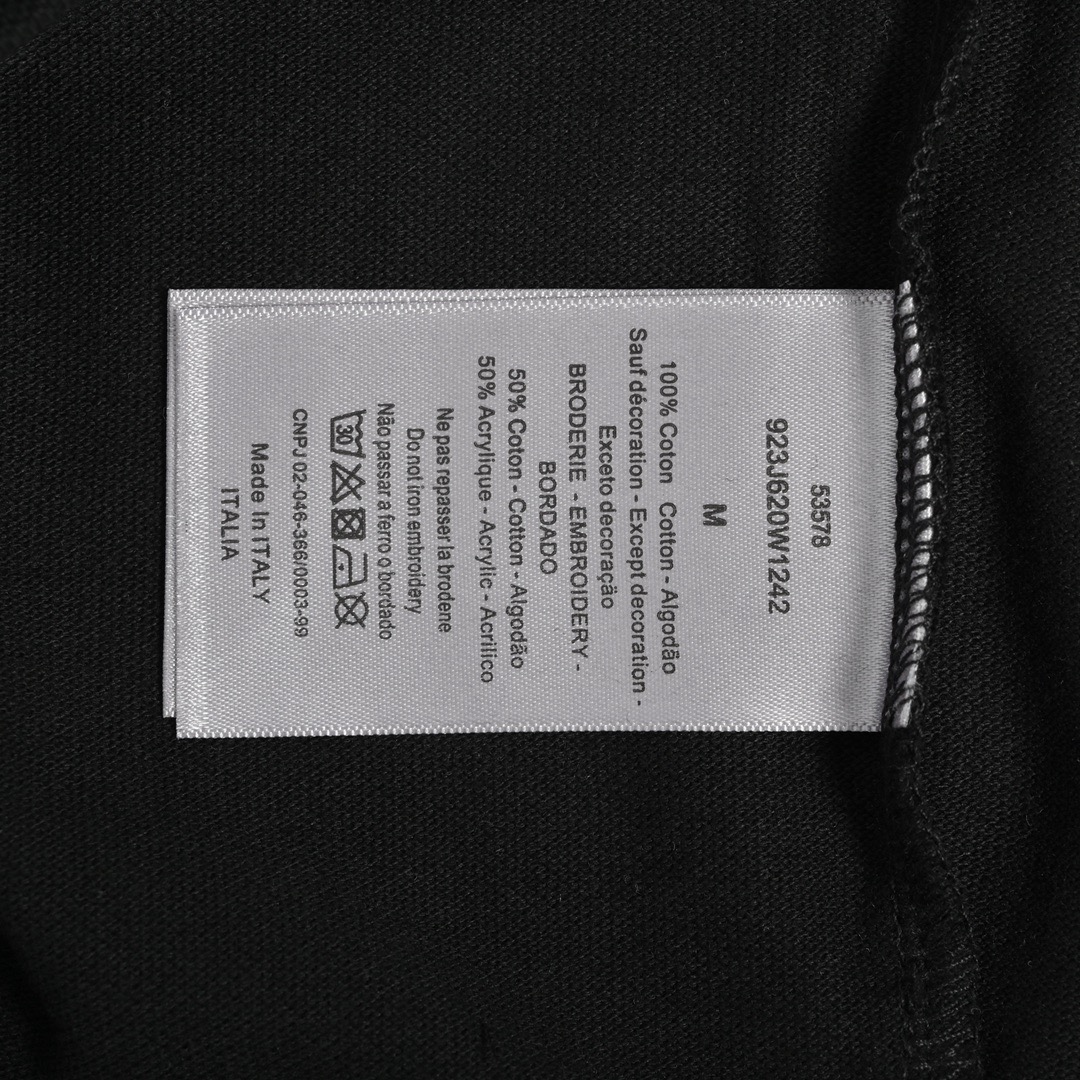 53578
923J620W1242
M
100% Coton Cotton - Algodão
Sauf décoration - Except decoration -
Exceto decoração
BRODERIE - EMBROIDERY -
BORDADO
50% Coton - Cotton - Algodão
50% Acrylique - Acrylic - Acrilico
Ne pas repasser la brodene
Do not iron embroidery
Não passar a ferro o bordado
30
CNPJ 02-046-366/0003-99
Made In ITALY
ITALIA